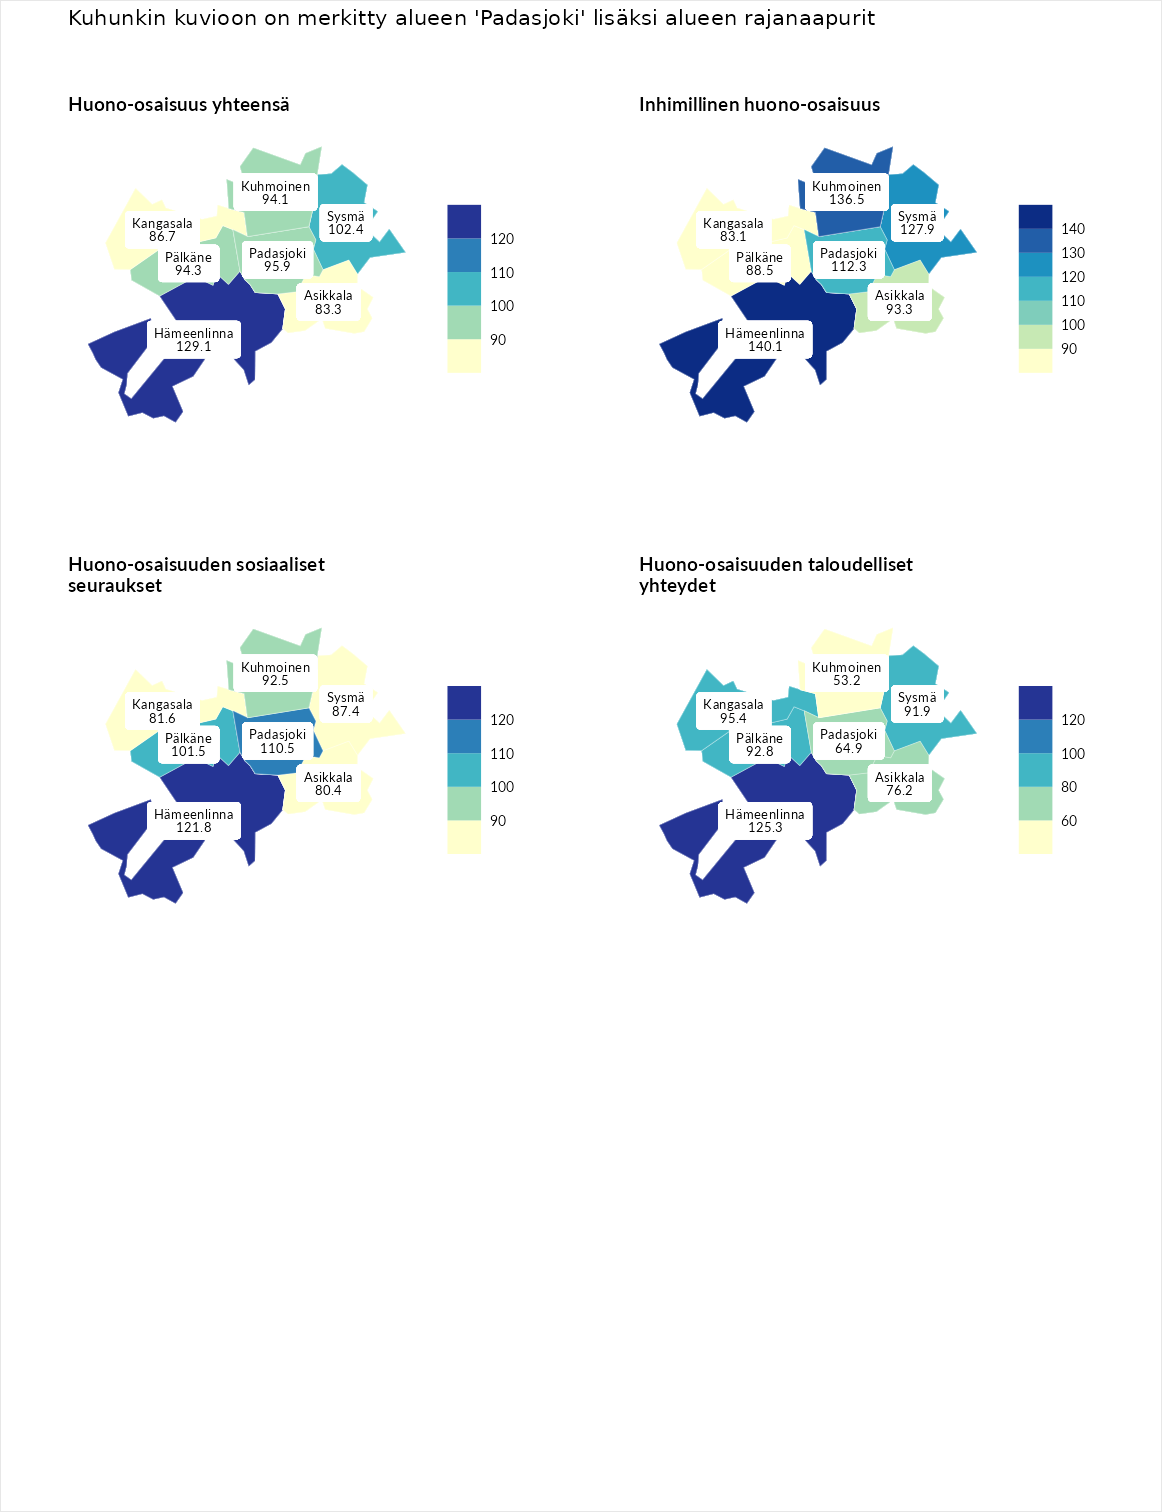 Kuhunkin kuvioon on merkitty alueen 'Padasjoki' lisäksi alueen rajanaapurit
Huono-osaisuus yhteensä
Kuhmoinen
94.1
Sysmä
102.4
Kangasala
86.7
Padasjoki
95.9
Pälkäne
94.3
Asikkala
83.3
Hämeenlinna
129.1
120
110
100
90
Inhimillinen huono-osaisuus
Kuhmoinen
136.5
Sysmä
127.9
Kangasala
83.1
Padasjoki
112.3
Pälkäne
88.5
Asikkala
93.3
Hämeenlinna
140.1
140
130
120
110
100
90
Huono-osaisuuden sosiaaliset
seuraukset
Kuhmoinen
92.5
Sysmä
87.4
Kangasala
81.6
Padasjoki
110.5
Pälkäne
101.5
Asikkala
80.4
Hämeenlinna
121.8
120
110
100
90
Huono-osaisuuden taloudelliset
yhteydet
Kuhmoinen
53.2
Sysmä
91.9
Kangasala
95.4
Padasjoki
64.9
Pälkäne
92.8
Asikkala
76.2
Hämeenlinna
125.3
120
100
80
60